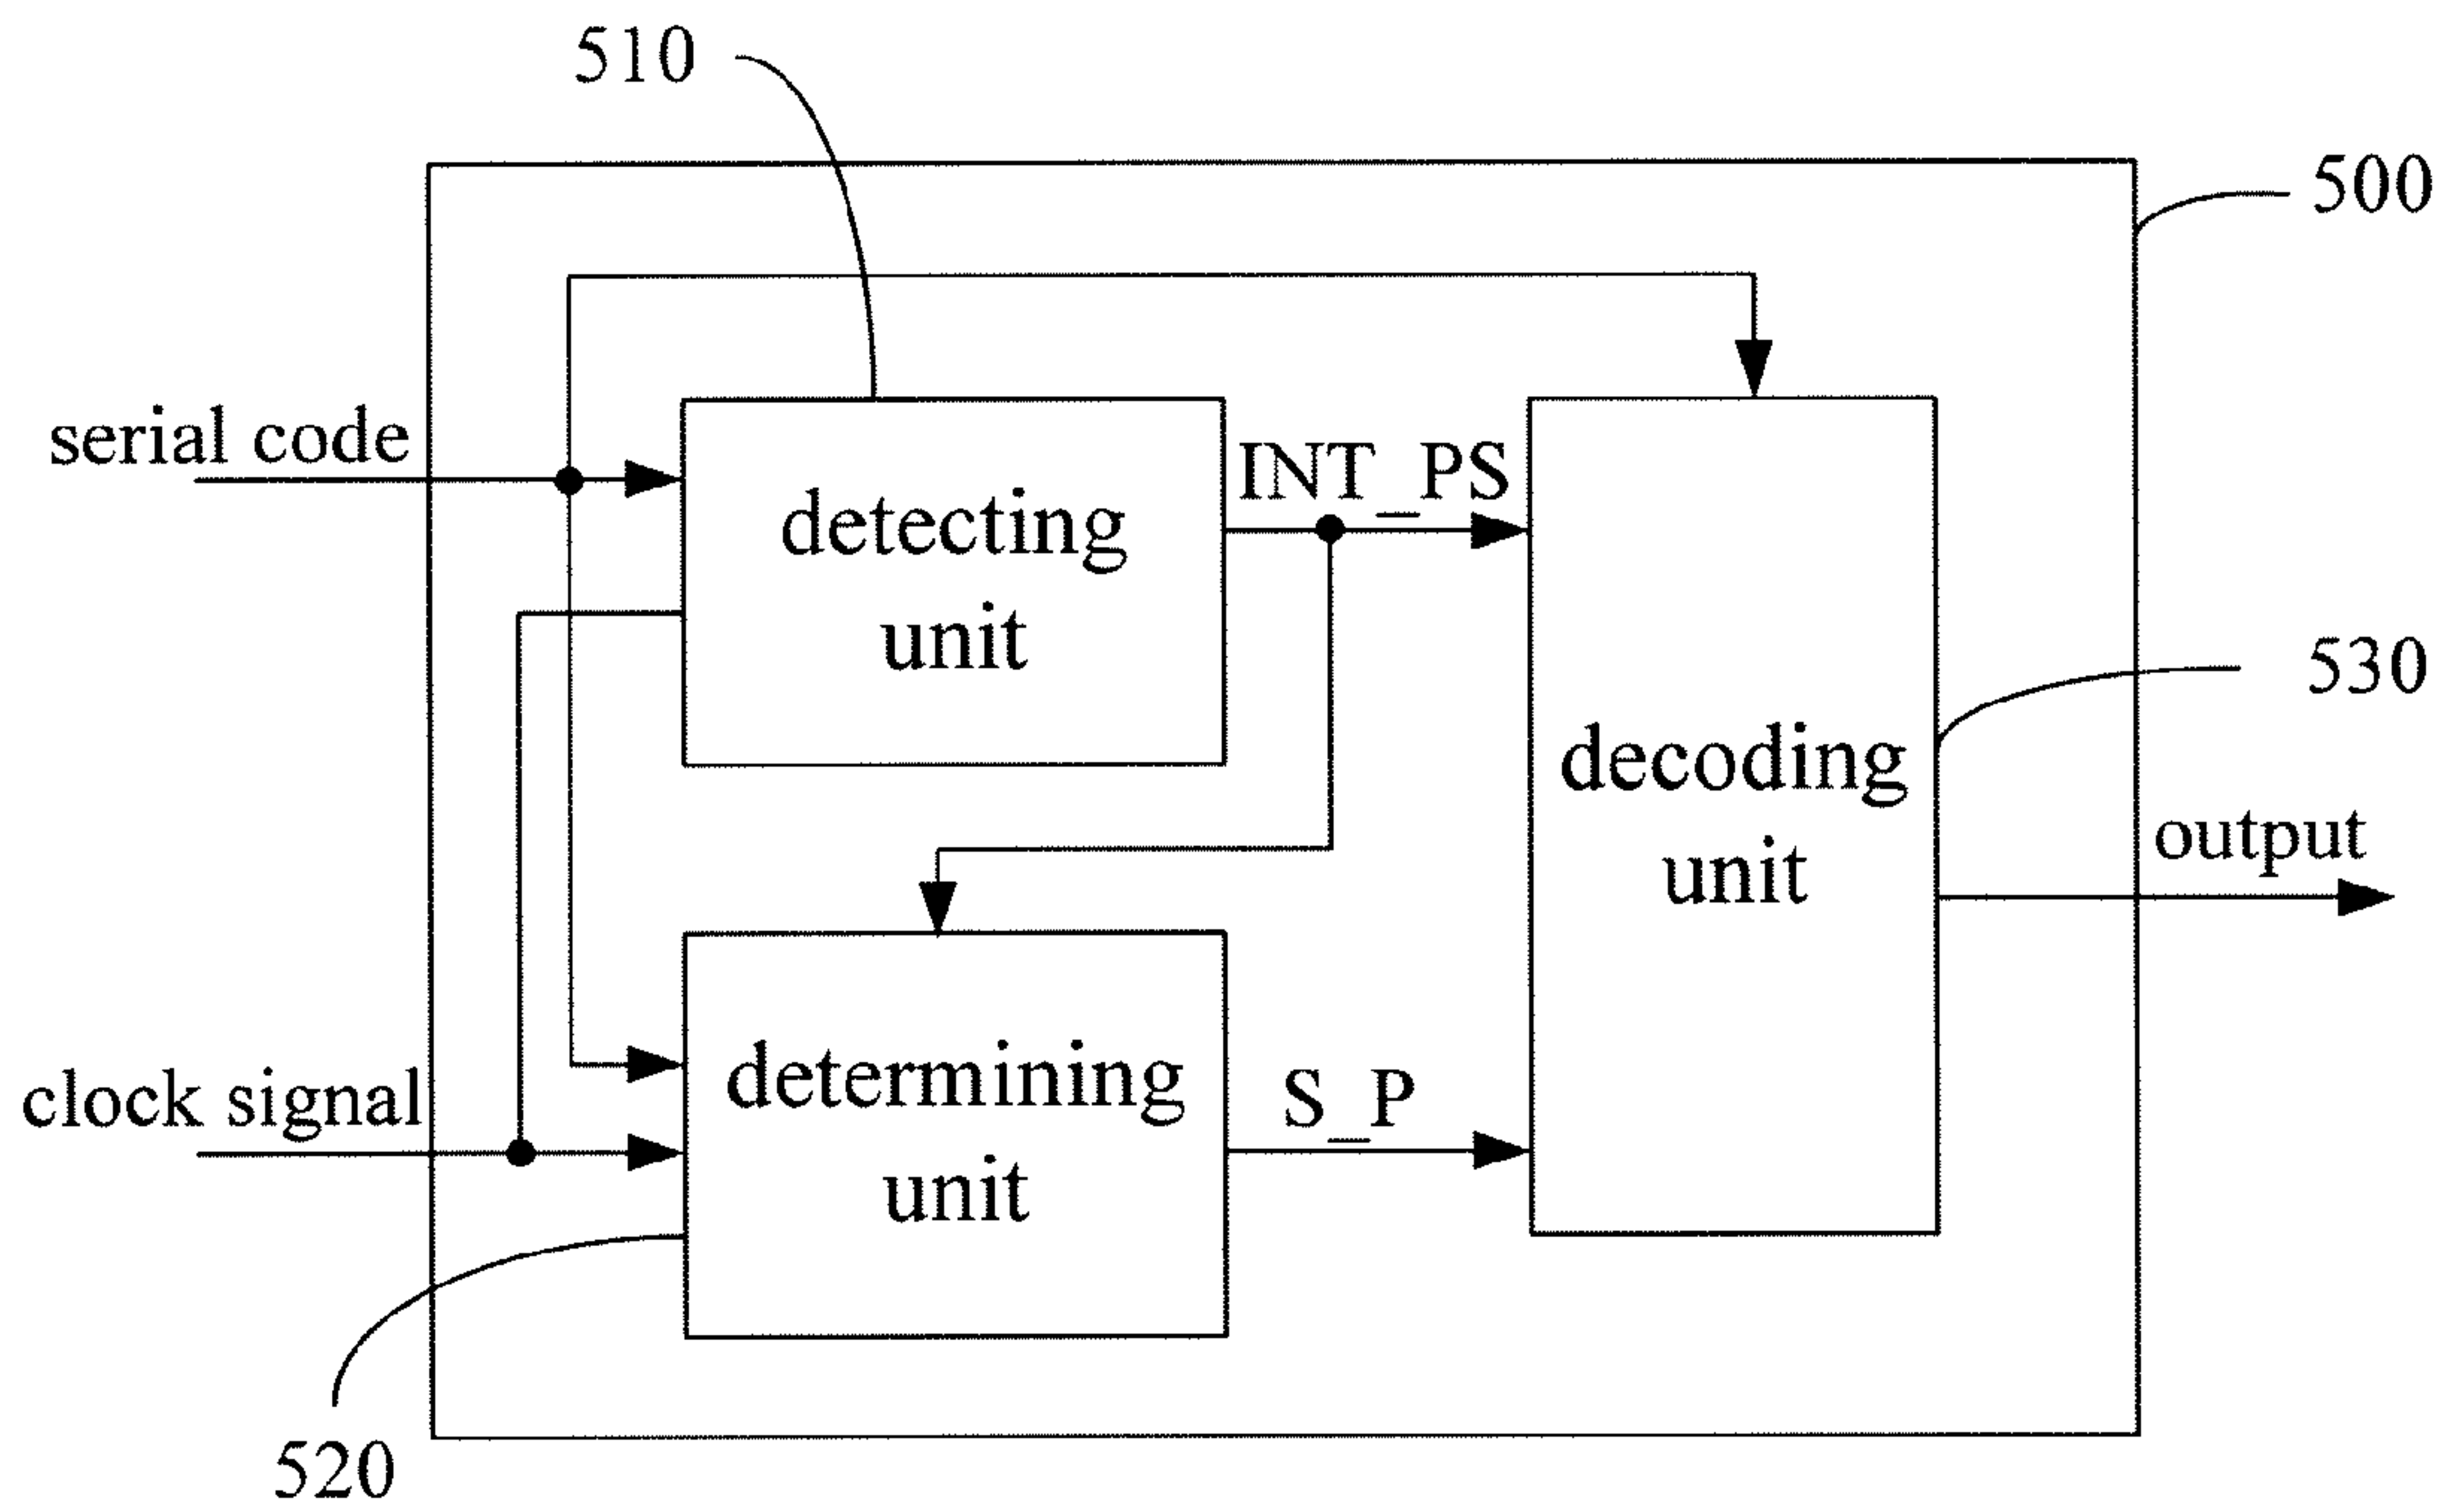 510
500
serial code
INT_PS
detecting
unit
530
decoding
unit
output
determining
unit
clock signal
S_P
520